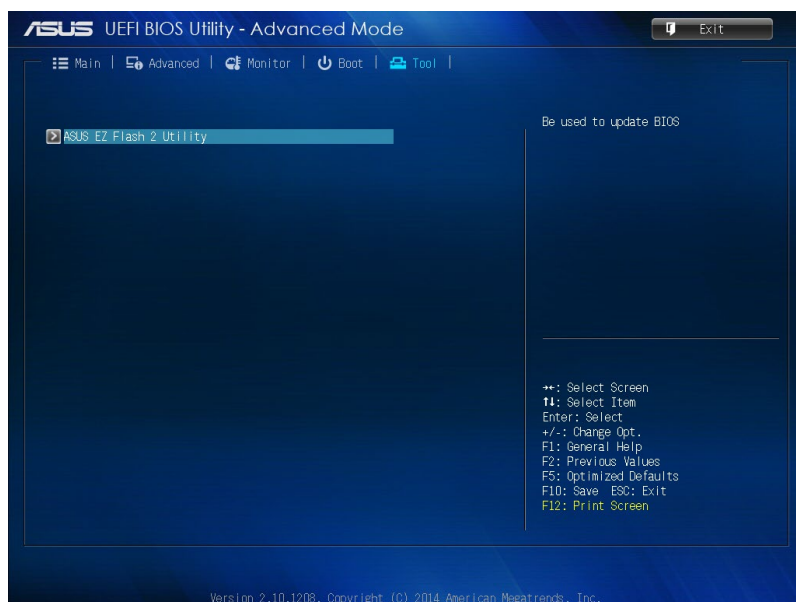 ASUS UEFI BIOS Utility - Advanced Mode
Exit
Main | Advanced | Monitor | Boot | Tool |
Be used to update BIOS
ASUS EZ Flash 2 Utility
→←: Select Screen
↑↓: Select Item
Enter: Select
+/-: Change Opt.
F1: General Help
F2: Previous Values
F5: Optimized Defaults
F10: Save ESC: Exit
F12: Print Screen
Version 2.10.1208. Copyright (C) 2014 American Megatrends, Inc.